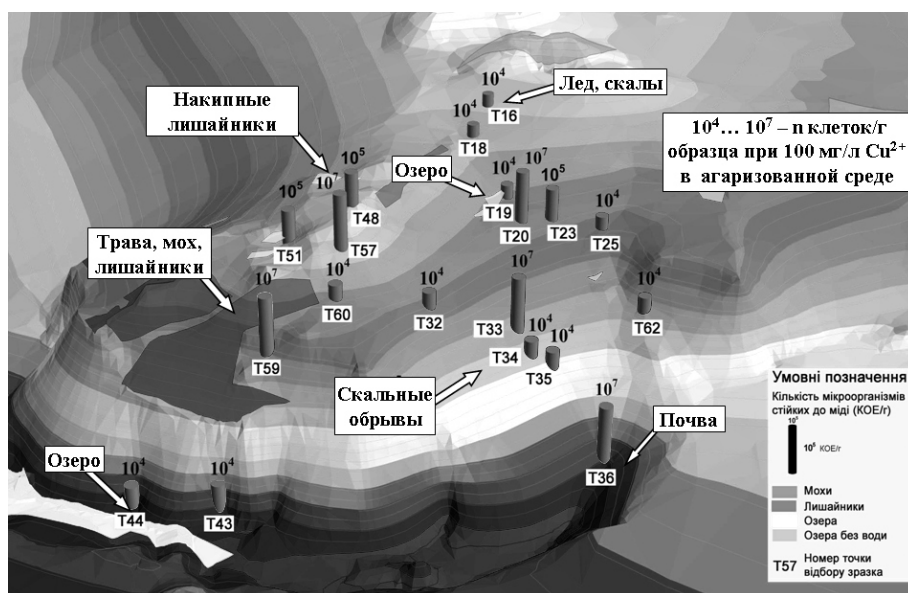 10⁴
Лед, скалы
T16
Накипные
лишайники
10⁴
T18
10⁴… 10⁷ – n клеток/г
образца при 100 мг/л Cu²⁺
в агаризованной среде
10⁵
10⁷
T48
T57
10⁵
T51
Озеро
10⁴
10⁷
10⁵
T19
T20
T23
10⁴
T25
Трава, мох,
лишайники
10⁷
T59
10⁴
T60
10⁴
T32
10⁷
T33
10⁴
T34
10⁴
T35
10⁴
T62
Скальные
обрывы
10⁷
Почва
T36
Озеро
10⁴
T44
10⁴
T43
Умовні позначення
Кількість мікроорганізмів
стійких до міді (КОЕ/г)
10⁵
10⁵ КОЕ/г
Мохи
Лишайники
Озера
Озера без води
T57 Номер точки
відбору зразка